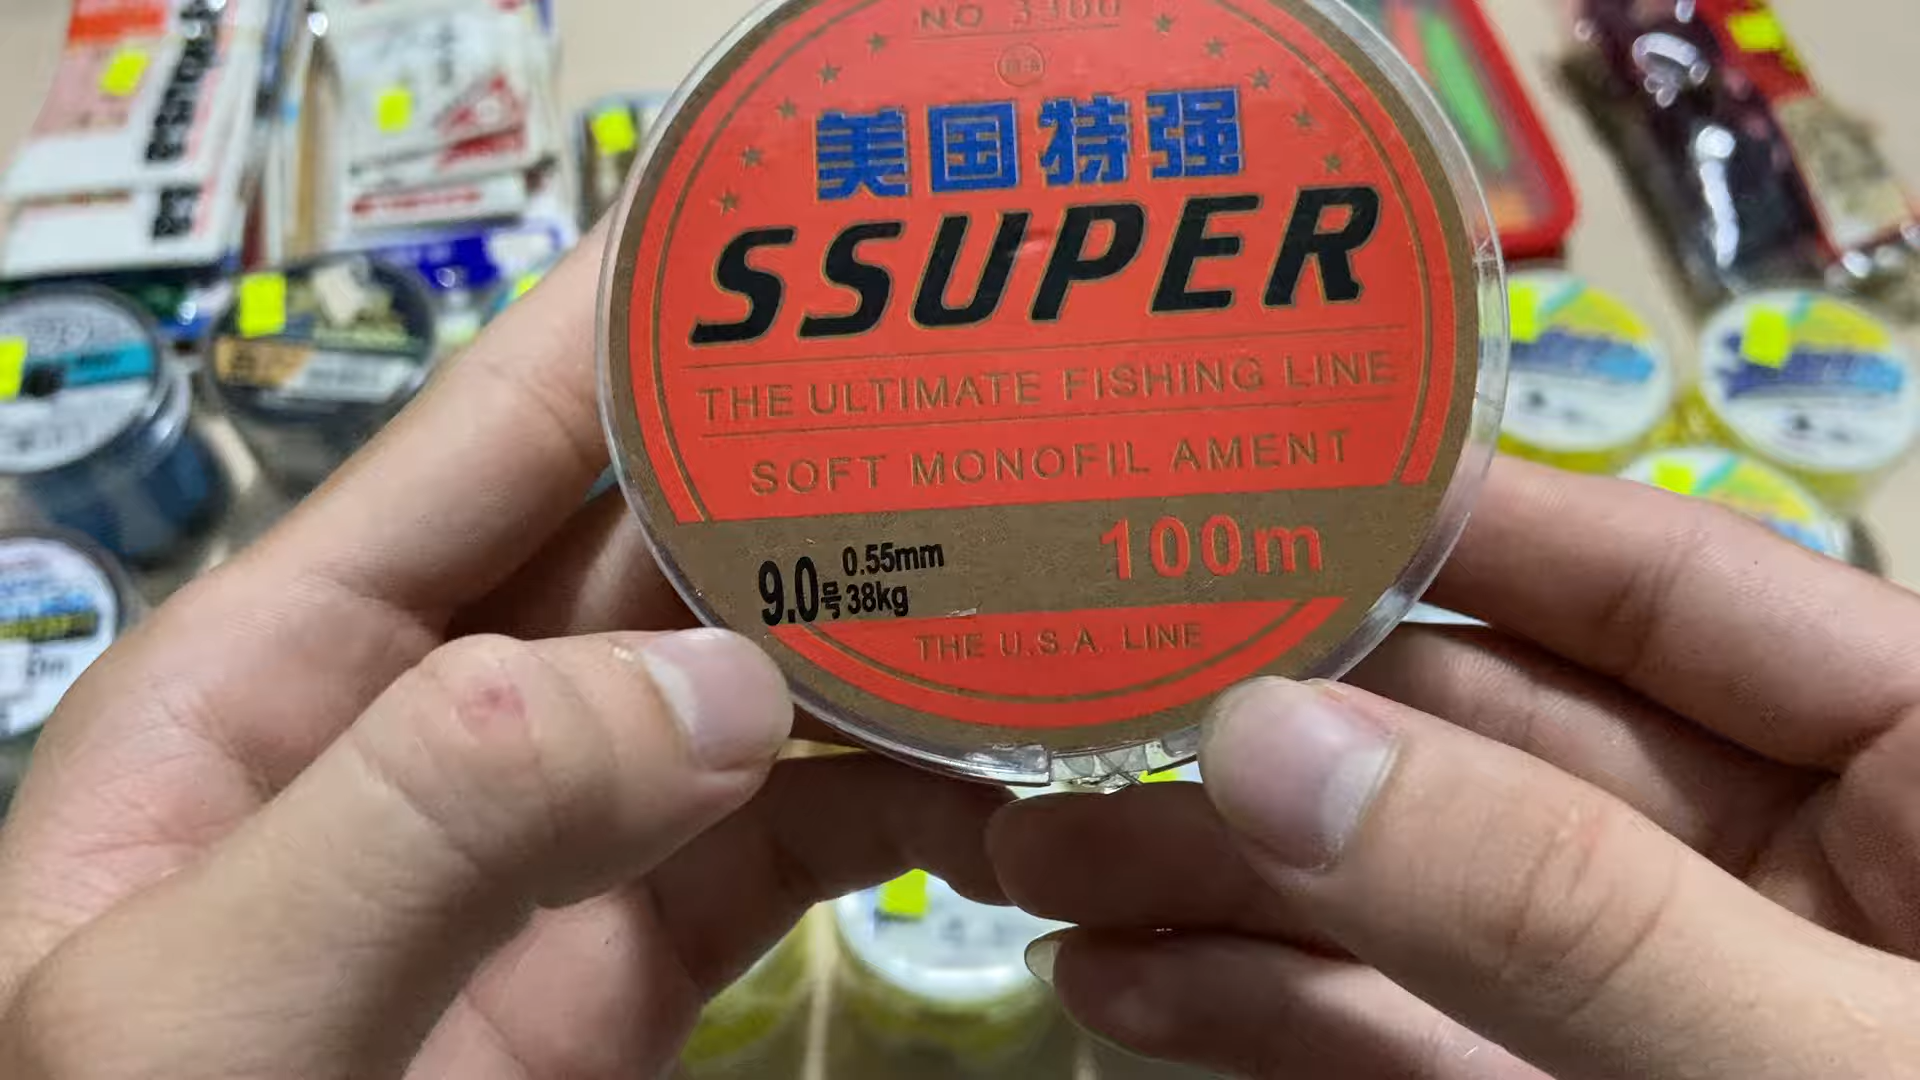 NO 3300
美国特强
SSUPER
THE ULTIMATE FISHING LINE
SOFT MONOFIL AMENT
9.0号 0.55mm 38kg
100m
THE U.S.A. LINE